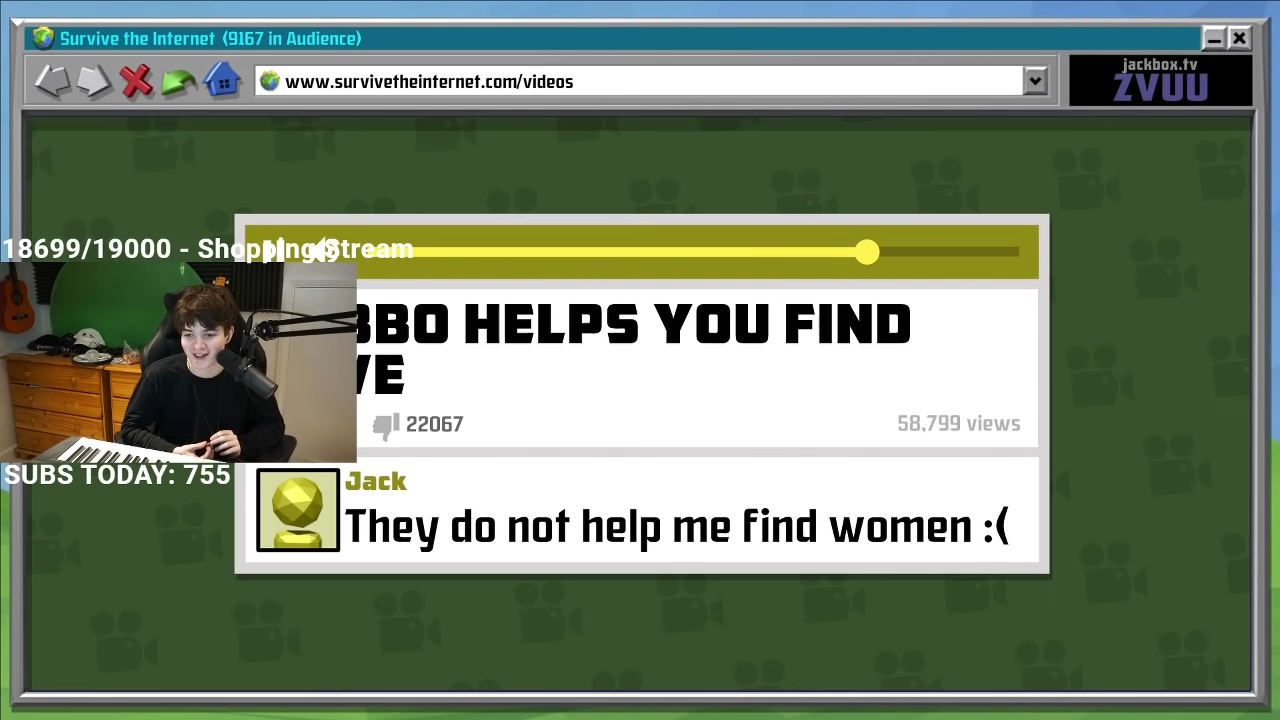 Survive the Internet (9167 in Audience)
www.survivetheinternet.com/videos
jackbox.tv
ZVUU
18699/19000 - Shopping Stream
BBO HELPS YOU FIND
VE
22067
58,799 views
SUBS TODAY: 755
Jack
They do not help me find women :(